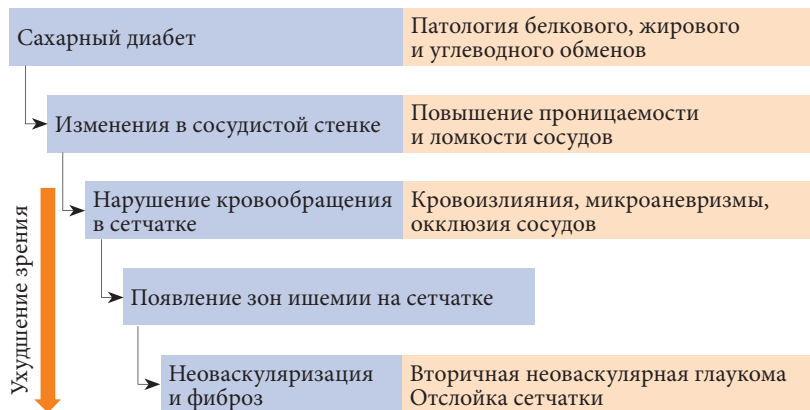 Сахарный диабет
Патология белкового, жирового
и углеводного обменов
Изменения в сосудистой стенке
Повышение проницаемости
и ломкости сосудов
Нарушение кровообращения
в сетчатке
Кровоизлияния, микроаневризмы,
окклюзия сосудов
Появление зон ишемии на сетчатке
Неоваскуляризация
и фиброз
Вторичная неоваскулярная глаукома
Отслойка сетчатки
Ухудшение зрения